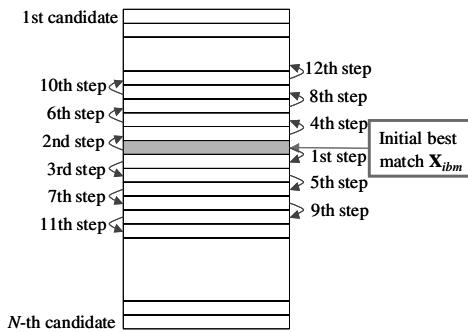 1st candidate
12th step
10th step
8th step
6th step
4th step
2nd step
Initial best
match X_ibm
1st step
3rd step
5th step
7th step
9th step
11th step
N-th candidate